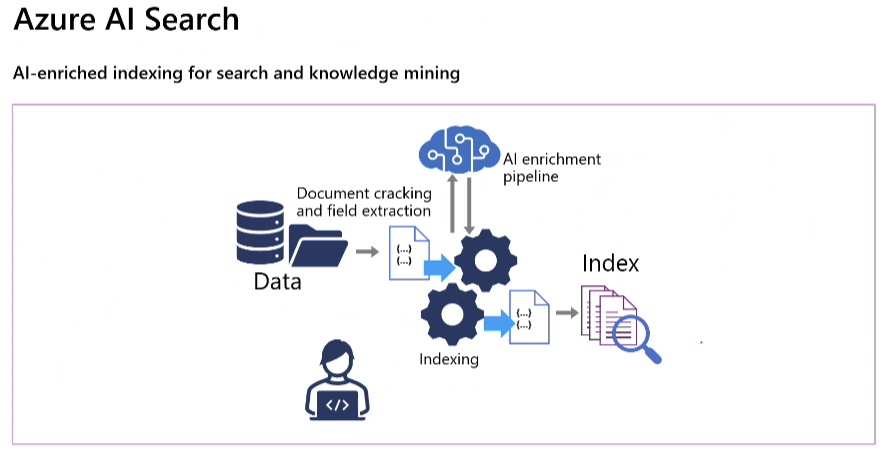 Azure AI Search
AI-enriched indexing for search and knowledge mining
AI enrichment
pipeline
Document cracking
and field extraction
{...}
{...}
Data
Index
{...}
{...}
Indexing
</>